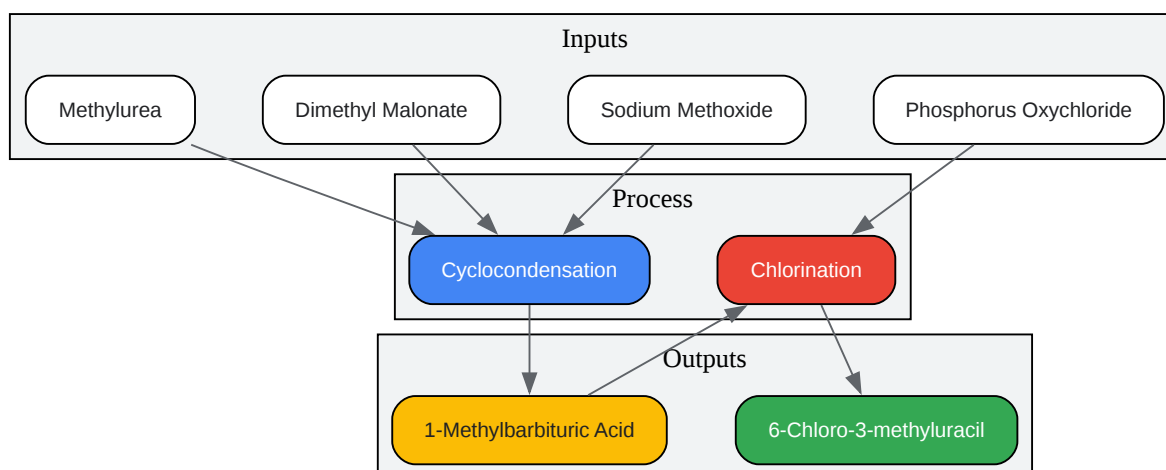 Inputs
Methylurea
Dimethyl Malonate
Sodium Methoxide
Phosphorus Oxychloride
Process
Cyclocondensation
Chlorination
Outputs
1-Methylbarbituric Acid
6-Chloro-3-methyluracil